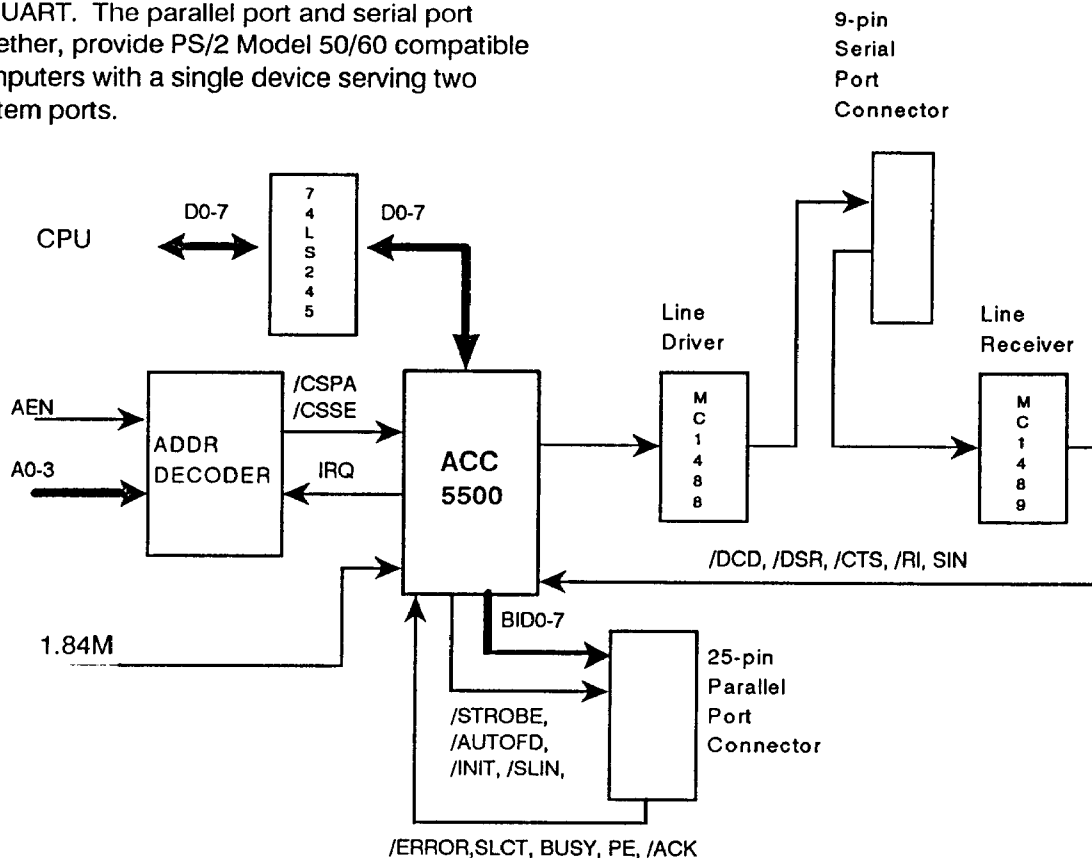 UART. The parallel port and serial port
ether, provide PS/2 Model 50/60 compatible
nputers with a single device serving two
tem ports.
9-pin
Serial
Port
Connector
CPU
D0-7
74LS245
D0-7
Line
Driver
Line
Receiver
AEN
A0-3
ADDR
DECODER
/CSPA
/CSSE
IRQ
ACC
5500
MC1488
MC1489
/DCD, /DSR, /CTS, /RI, SIN
1.84M
BID0-7
25-pin
Parallel
Port
Connector
/STROBE,
/AUTOFD,
/INIT, /SLIN,
/ERROR,SLCT, BUSY, PE, /ACK